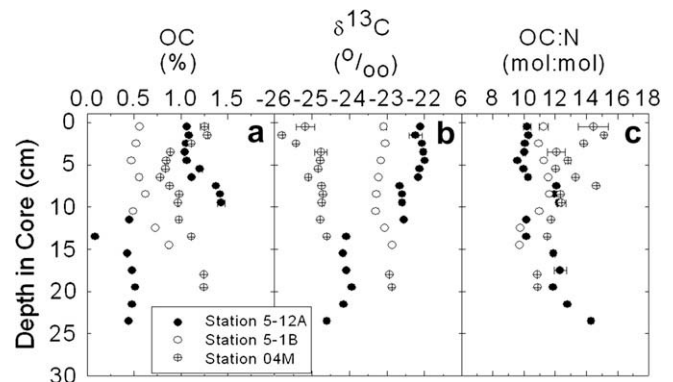 OC
(%)
δ¹³C
(º/ₒₒ)
OC:N
(mol:mol)
0.0 0.5 1.0 1.5 -26 -25 -24 -23 -22 6 8 10 12 14 16 18
a
b
c
Depth in Core (cm)
0
5
10
15
20
25
30
Station 5-12A
Station 5-1B
Station 04M